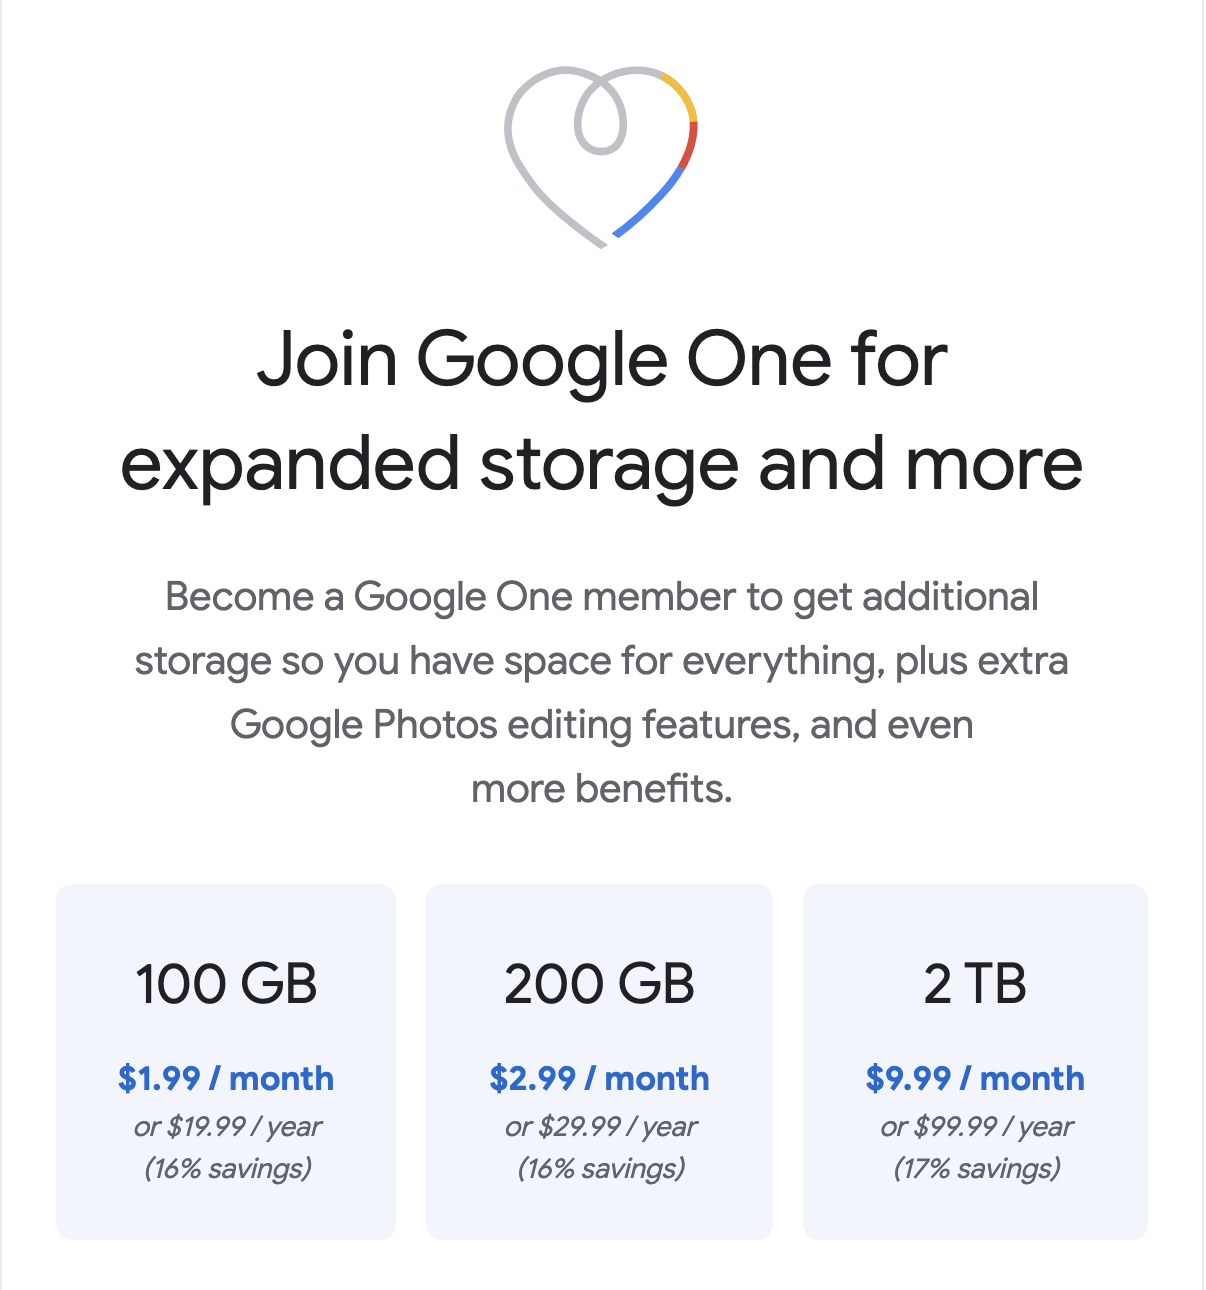 Join Google One for
expanded storage and more
Become a Google One member to get additional
storage so you have space for everything, plus extra
Google Photos editing features, and even
more benefits.
100 GB
$1.99 / month
or $19.99 / year
(16% savings)
200 GB
$2.99 / month
or $29.99 / year
(16% savings)
2 TB
$9.99 / month
or $99.99 / year
(17% savings)